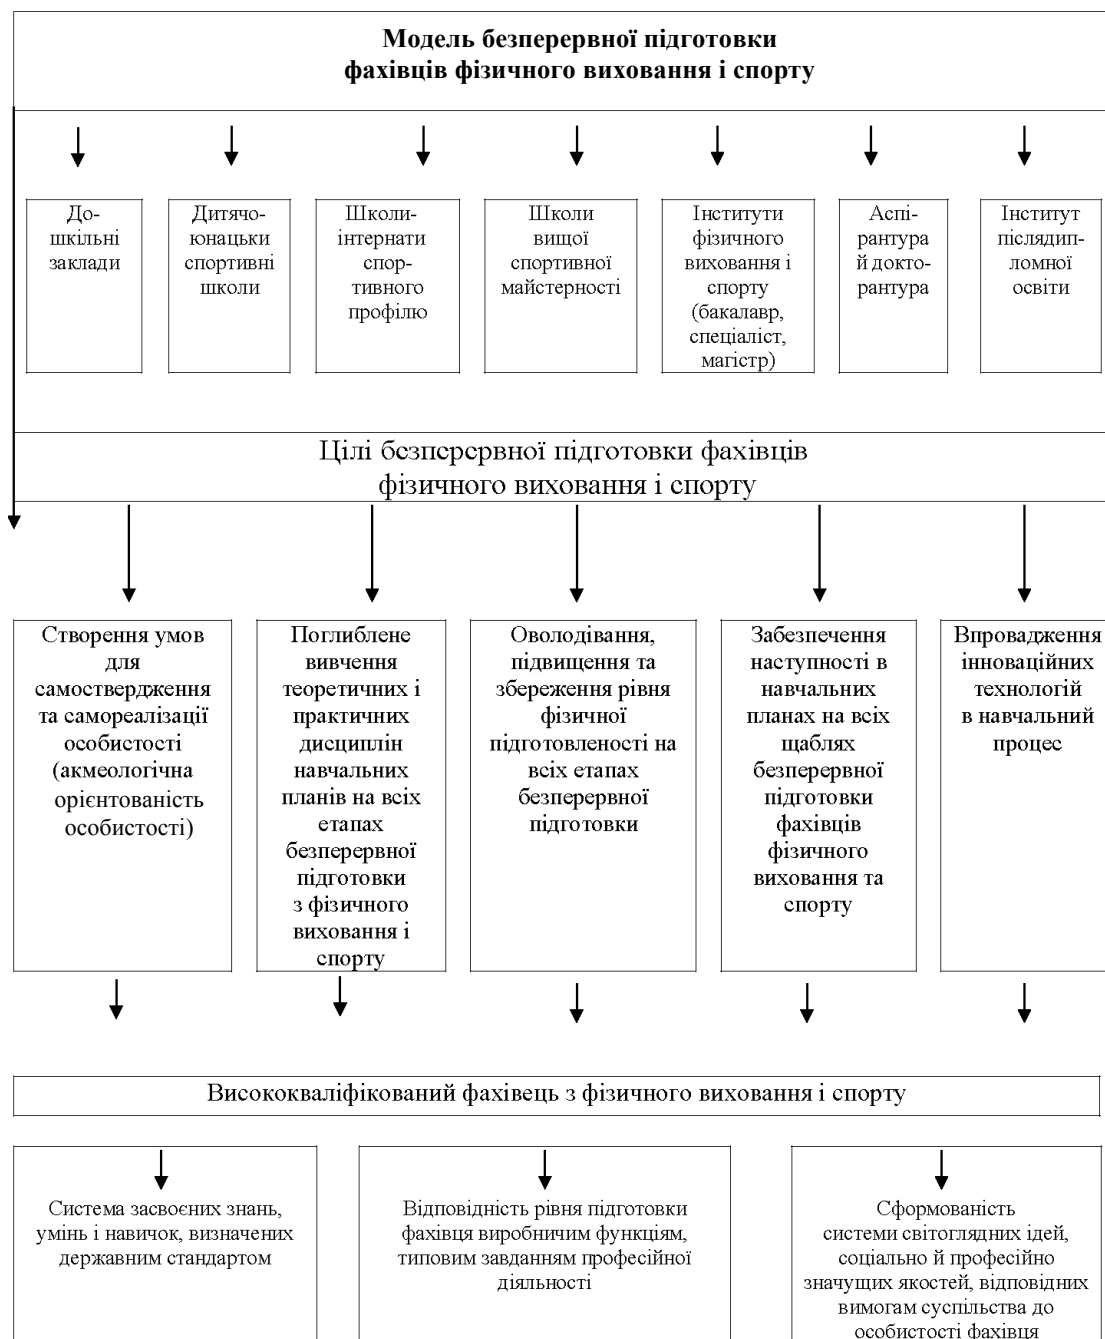 Модель безперервної підготовки
фахівців фізичного виховання і спорту
До-
шкільні
заклади
Дитячо-
юнацьки
спортивні
школи
Школи-
інтернати
спор-
тивного
профілю
Школи
вищої
спортивної
майстерності
Інститути
фізичного
виховання і
спорту
(бакалавр,
спеціаліст,
магістр)
Аспі-
рантура
й докто-
рантура
Інститут
післядип-
ломної
освіти
Цілі безперервної підготовки фахівців
фізичного виховання і спорту
Створення умов
для
самоствердження
та самореалізації
особистості
(акмеологічна
орієнтованість
особистості)
Поглиблене
вивчення
теоретичних і
практичних
дисциплін
навчальних
планів на всіх
етапах
безперервної
підготовки
з фізичного
виховання і
спорту
Оволодівання,
підвищення та
збереження рівня
фізичної
підготовленості на
всіх етапах
безперервної
підготовки
Забезпечення
наступності в
навчальних
планах на всіх
щаблях
безперервної
підготовки
фахівців
фізичного
виховання та
спорту
Впровадження
інноваційних
технологій
в навчальний
процес
Висококваліфікований фахівець з фізичного виховання і спорту
Система засвоєних знань,
умінь і навичок, визначених
державним стандартом
Відповідність рівня підготовки
фахівця виробничим функціям,
типовим завданням професійної
діяльності
Сформованість
системи світоглядних ідей,
соціально й професійно
значущих якостей, відповідних
вимогам суспільства до
особистості фахівця